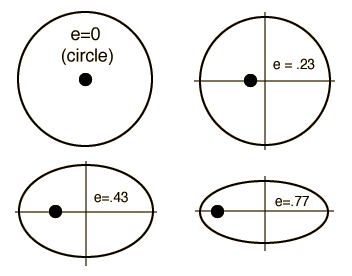 e=0
(circle)
e = .23
e=.43
e=.77